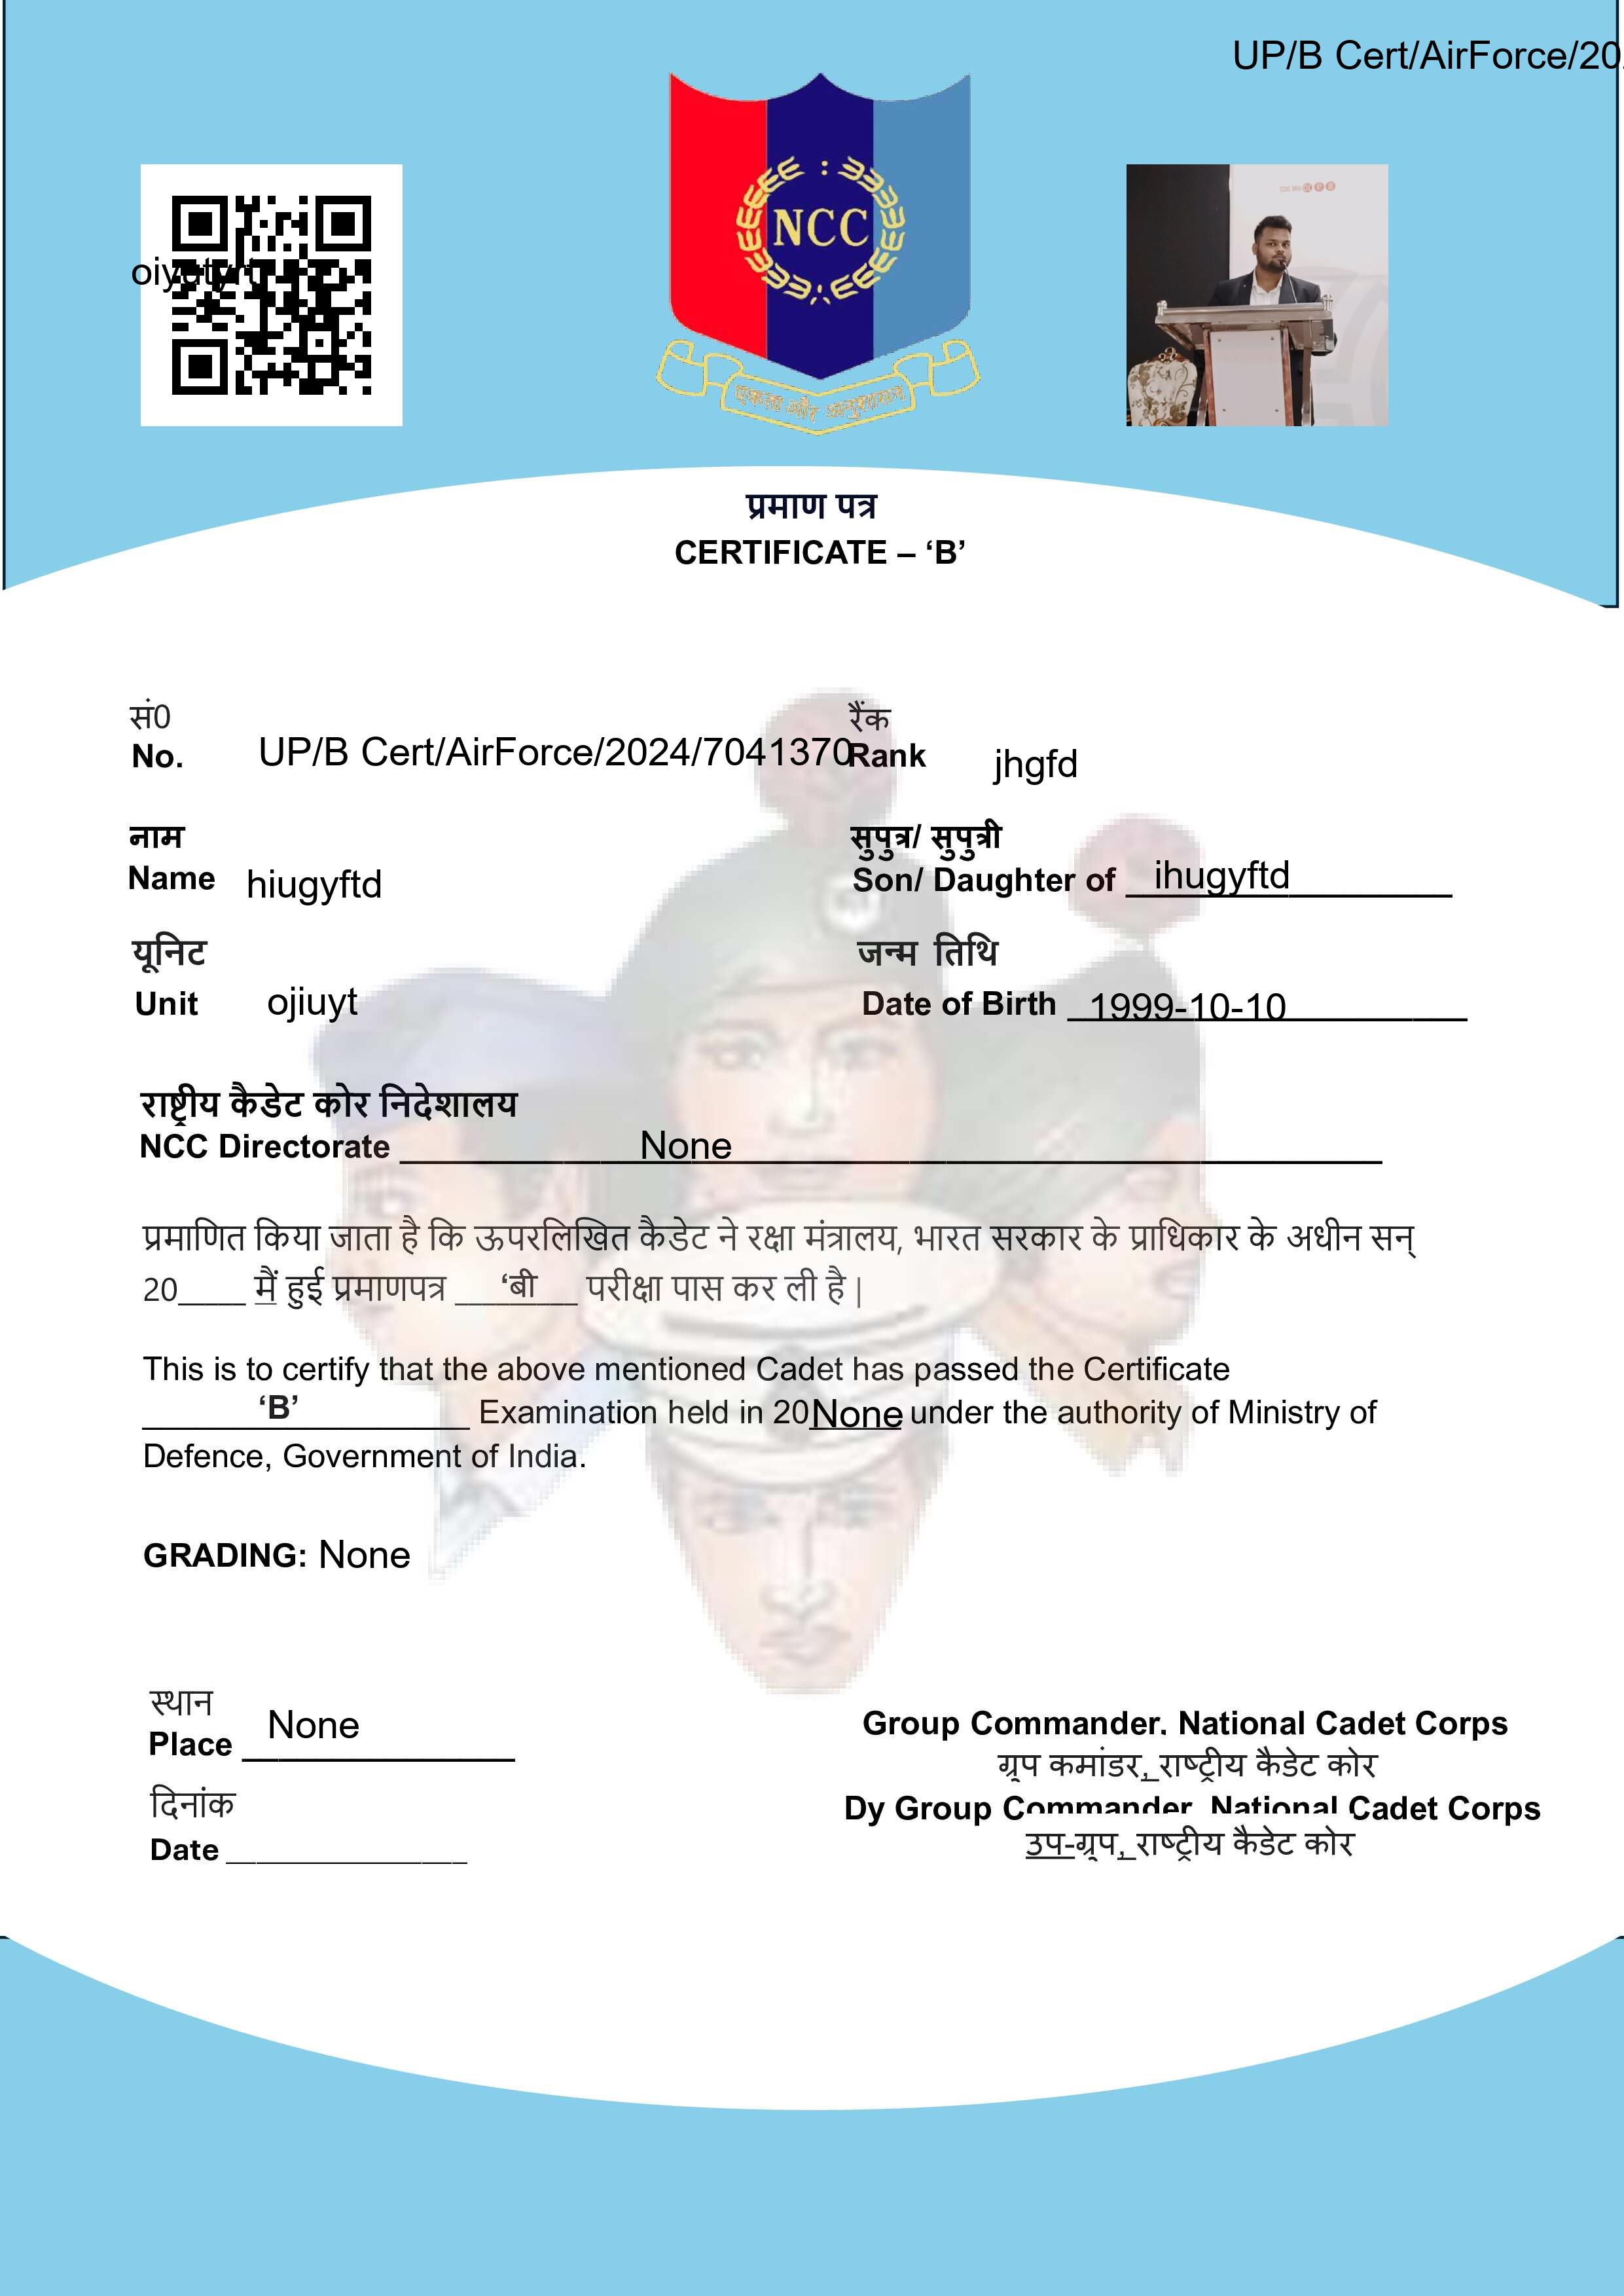 UP/B Cert/AirForce/20
NCC
एकता और अनुशासन
प्रमाण पत्र
CERTIFICATE – ‘B’
सं0
No. UP/B Cert/AirForce/2024/7041370
रैंक
Rank jhgfd
नाम
Name hiugyftd
सुपुत्र/ सुपुत्री
Son/ Daughter of ihugyftd
यूनिट
Unit ojiuyt
जन्म तिथि
Date of Birth 1999-10-10
राष्ट्रीय कैडेट कोर निदेशालय
NCC Directorate None
प्रमाणित किया जाता है कि ऊपरलिखित कैडेट ने रक्षा मंत्रालय, भारत सरकार के प्राधिकार के अधीन सन्
20____ मैं हुई प्रमाणपत्र ‘बी परीक्षा पास कर ली है |
This is to certify that the above mentioned Cadet has passed the Certificate
‘B’ Examination held in 20None under the authority of Ministry of
Defence, Government of India.
GRADING: None
स्थान
Place None
दिनांक
Date
Group Commander, National Cadet Corps
ग्रुप कमांडर, राष्ट्रीय कैडेट कोर
Dy Group Commander, National Cadet Corps
उप-ग्रुप, राष्ट्रीय कैडेट कोर